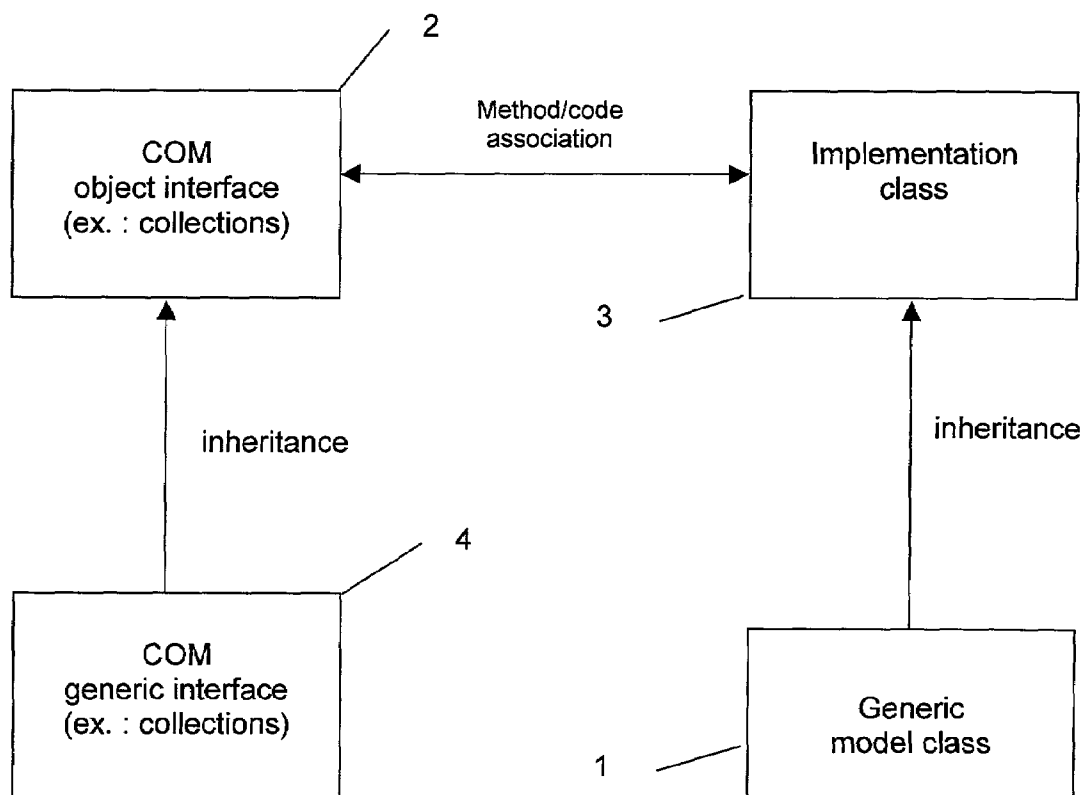 2
COM
object interface
(ex. : collections)
Method/code
association
Implementation
class
3
inheritance
inheritance
4
COM
generic interface
(ex. : collections)
Generic
model class
1